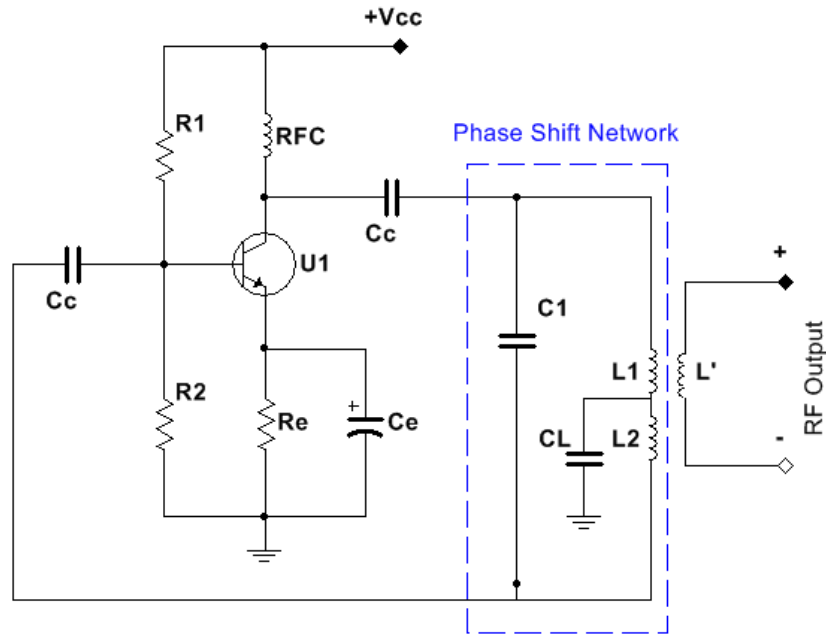 +Vcc
R1
RFC
Phase Shift Network
Cc
U1
Cc
C1
+
L1
L'
RF Output
R2
Re
+
Ce
CL
L2
-